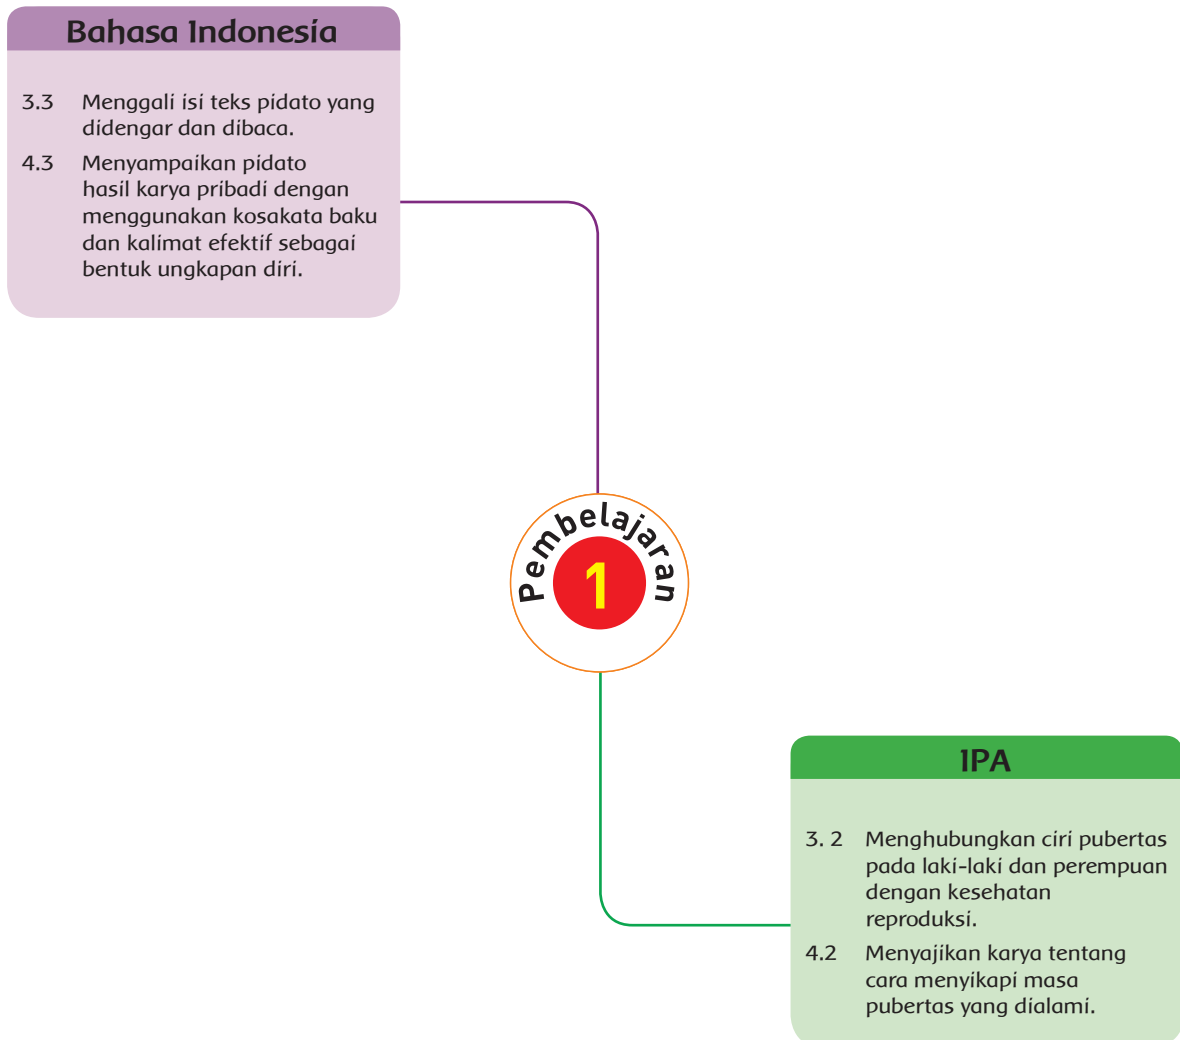 Bahasa Indonesia
3.3 Menggali isi teks pidato yang
didengar dan dibaca.
4.3 Menyampaikan pidato
hasil karya pribadi dengan
menggunakan kosakata baku
dan kalimat efektif sebagai
bentuk ungkapan diri.
Pembelajaran
1
IPA
3. 2 Menghubungkan ciri pubertas
pada laki-laki dan perempuan
dengan kesehatan
reproduksi.
4.2 Menyajikan karya tentang
cara menyikapi masa
pubertas yang dialami.